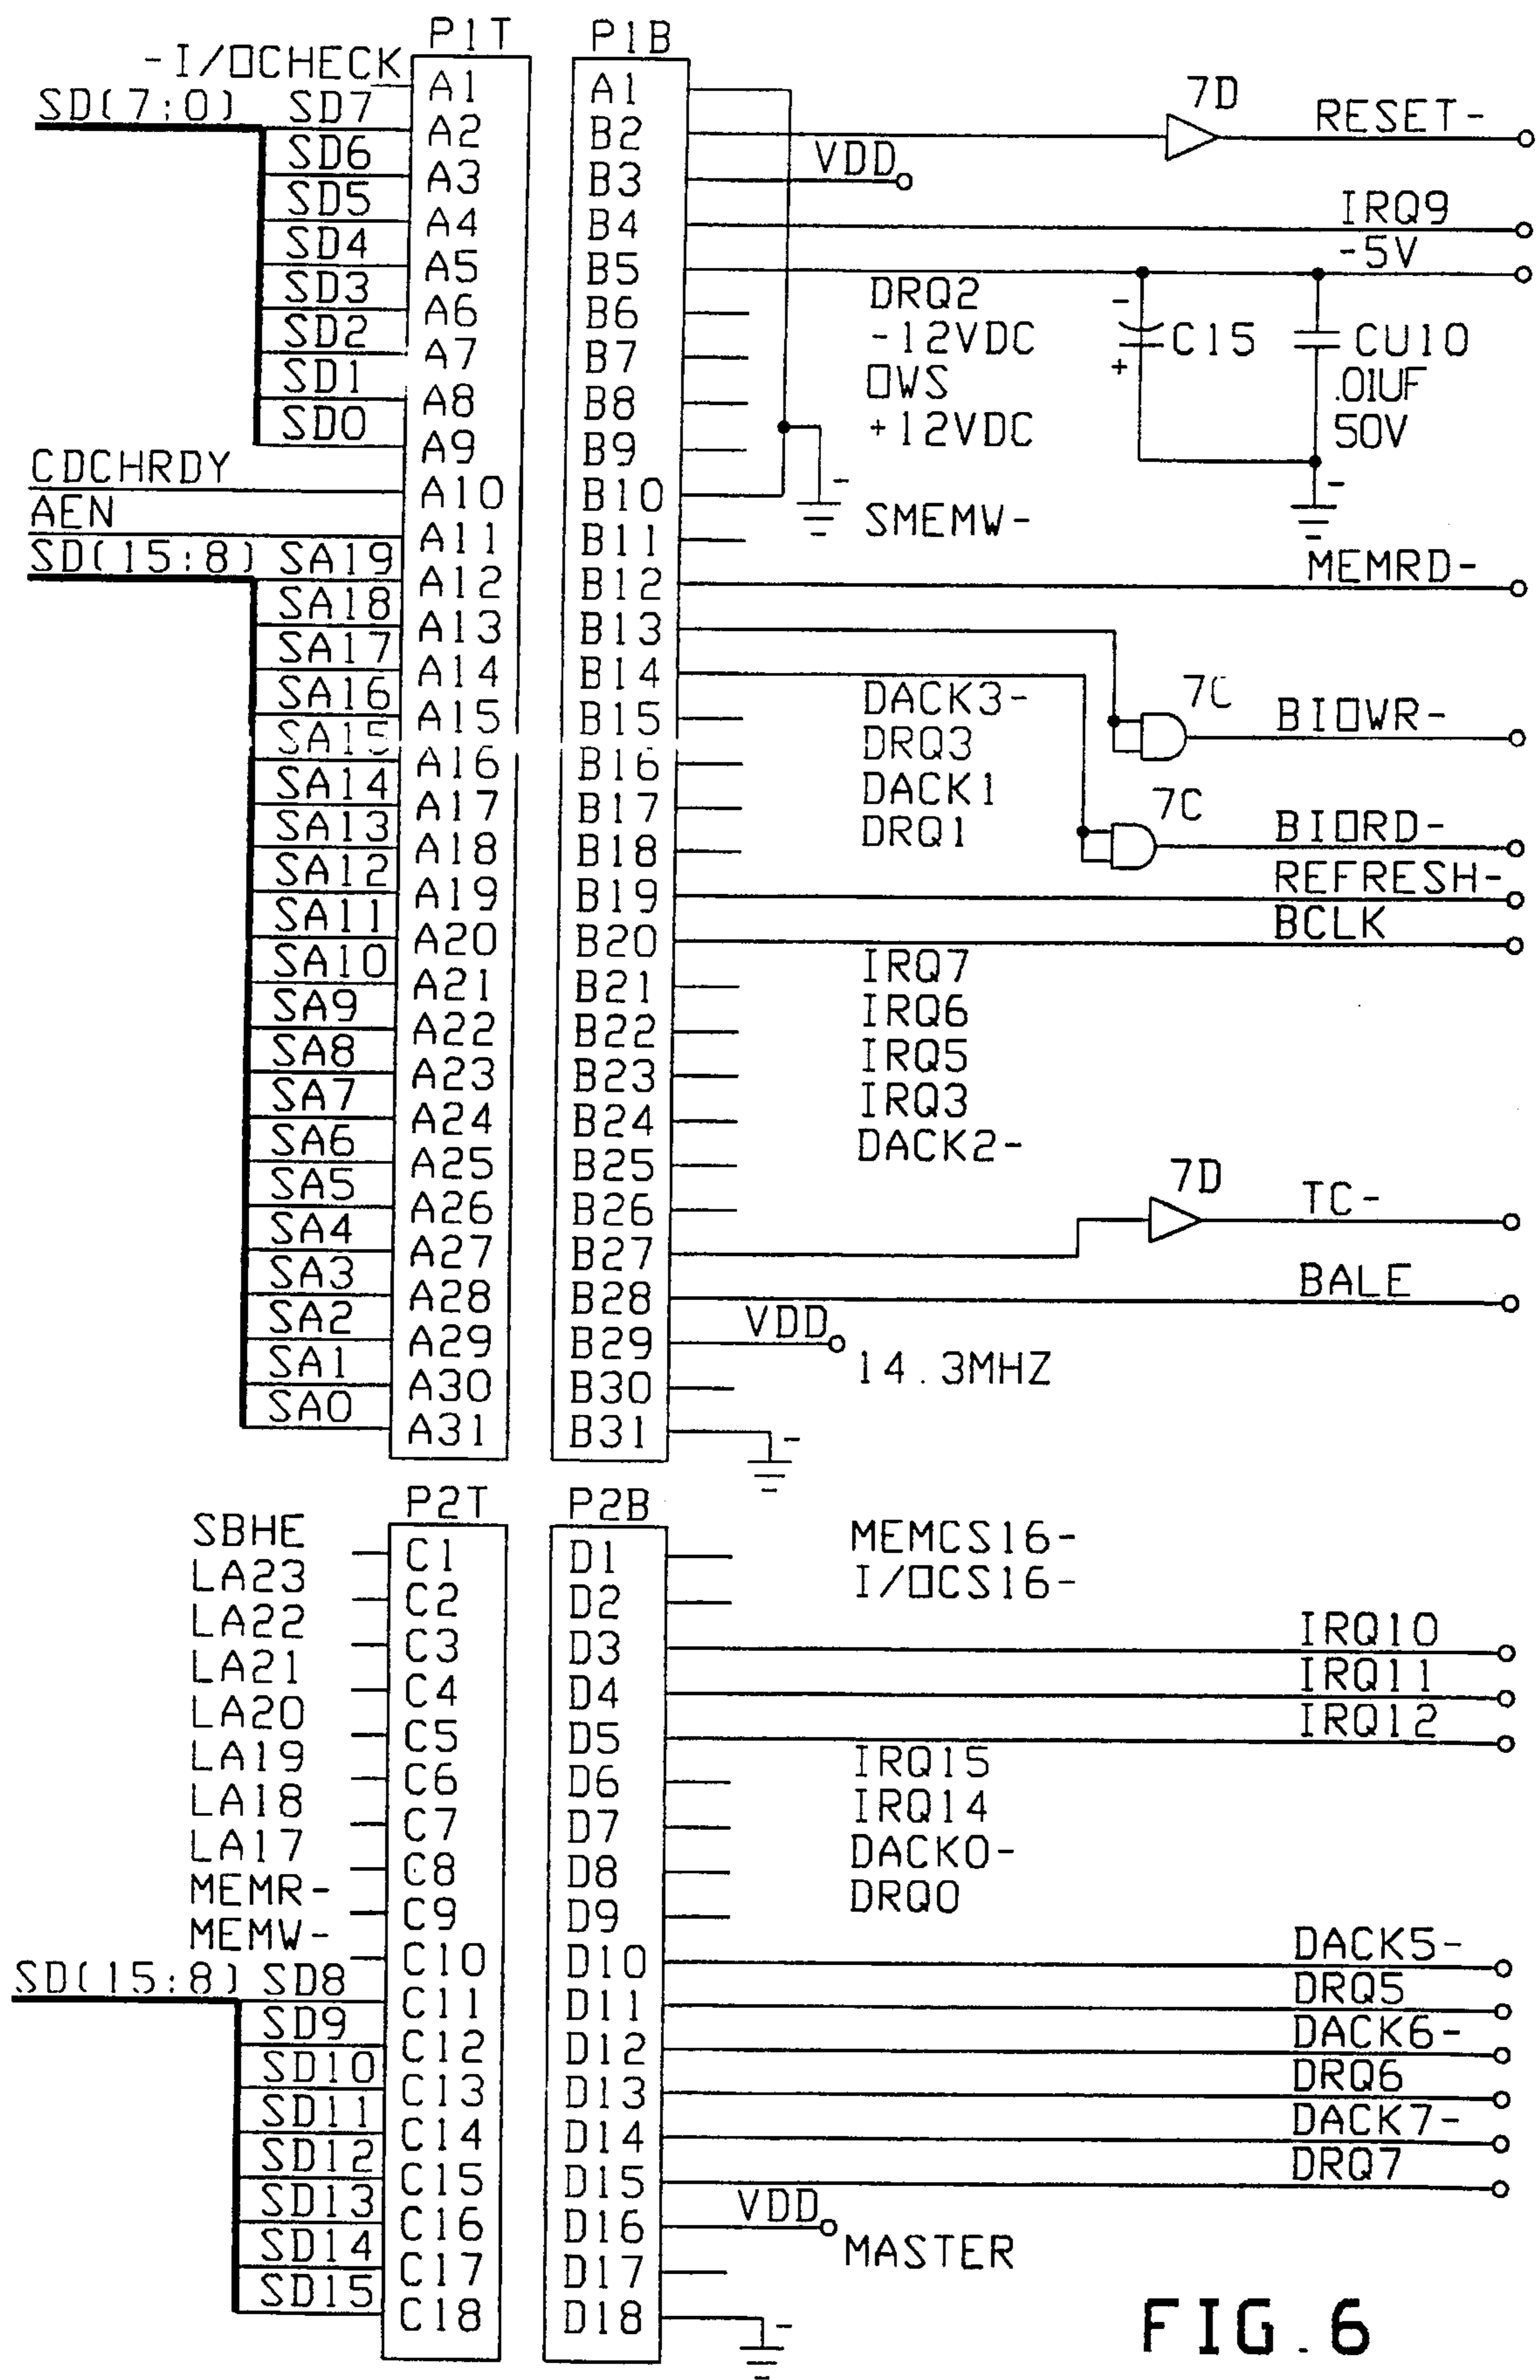 P1T P1B
-I/OCHECK A1 A1 7D RESET-
SD(7:0) SD7 A2 B2
SD6 A3 B3 VDD
SD5 A4 B4 IRQ9
SD4 A5 B5 -5V
SD3 A6 B6 DRQ2
SD2 A7 B7 -12VDC - C15 CU10
SD1 A8 B8 0WS + .01UF
SD0 A9 B9 +12VDC 50V
CDCHRDY A10 B10 - -
AEN A11 B11 SMEMW-
SD(15:8) SA19 A12 B12 MEMRD-
SA18 A13 B13
SA17 A14 B14
SA16 A15 B15 DACK3- 7C BIOWR-
SA15 A16 B16 DRQ3
SA14 A17 B17 DACK1
SA13 A18 B18 DRQ1 7C BIORD-
SA12 A19 B19 REFRESH-
SA11 A20 B20 BCLK
SA10 A21 B21 IRQ7
SA9 A22 B22 IRQ6
SA8 A23 B23 IRQ5
SA7 A24 B24 IRQ3
SA6 A25 B25 DACK2-
SA5 A26 B26 7D TC-
SA4 A27 B27
SA3 A28 B28 BALE
SA2 A29 B29 VDD
SA1 A30 B30 14.3MHZ
SA0 A31 B31 -
P2T P2B
SBHE C1 D1 MEMCS16-
LA23 C2 D2 I/OCS16-
LA22 C3 D3 IRQ10
LA21 C4 D4 IRQ11
LA20 C5 D5 IRQ12
LA19 C6 D6 IRQ15
LA18 C7 D7 IRQ14
LA17 C8 D8 DACK0-
MEMR- C9 D9 DRQ0
MEMW- C10 D10 DACK5-
SD(15:8) SD8 C11 D11 DRQ5
SD9 C12 D12 DACK6-
SD10 C13 D13 DRQ6
SD11 C14 D14 DACK7-
SD12 C15 D15 DRQ7
SD13 C16 D16 VDD
SD14 C17 D17 MASTER
SD15 C18 D18 -
FIG.6